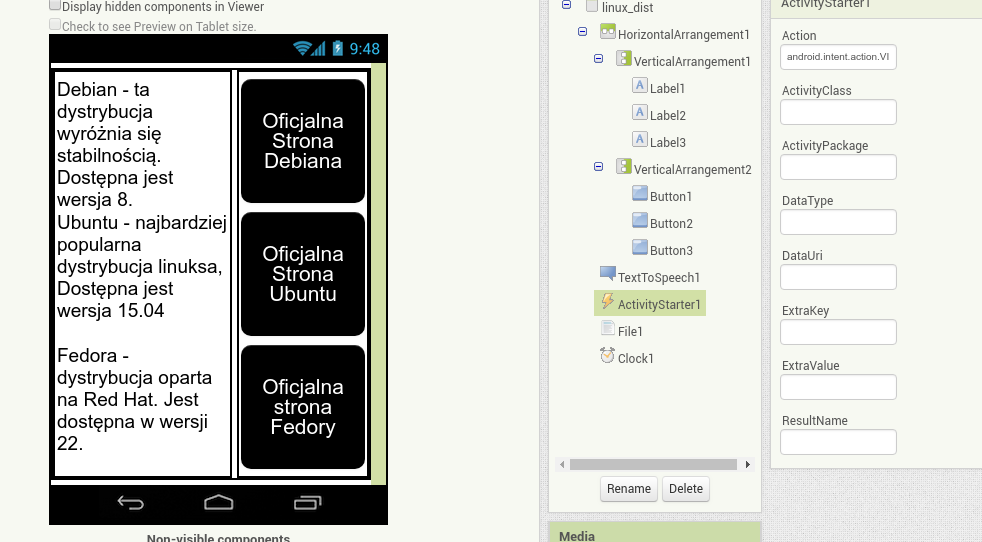 Display hidden components in Viewer
Check to see Preview on Tablet size.
9:48
Debian - ta
dystrybucja
wyróżnia się
stabilnością.
Dostępna jest
wersja 8.
Ubuntu - najbardziej
popularna
dystrybucja linuksa,
Dostępna jest
wersja 15.04
Fedora -
dystrybucja oparta
na Red Hat. Jest
dostępna w wersji
22.
Oficjalna
Strona
Debiana
Oficjalna
Strona
Ubuntu
Oficjalna
strona
Fedory
Non-visible components
linux_dist
HorizontalArrangement1
VerticalArrangement1
A Label1
A Label2
A Label3
VerticalArrangement2
Button1
Button2
Button3
TextToSpeech1
ActivityStarter1
File1
Clock1
Rename Delete
Media
ActivityStarter1
Action
android.intent.action.VI
ActivityClass
ActivityPackage
DataType
DataUri
ExtraKey
ExtraValue
ResultName